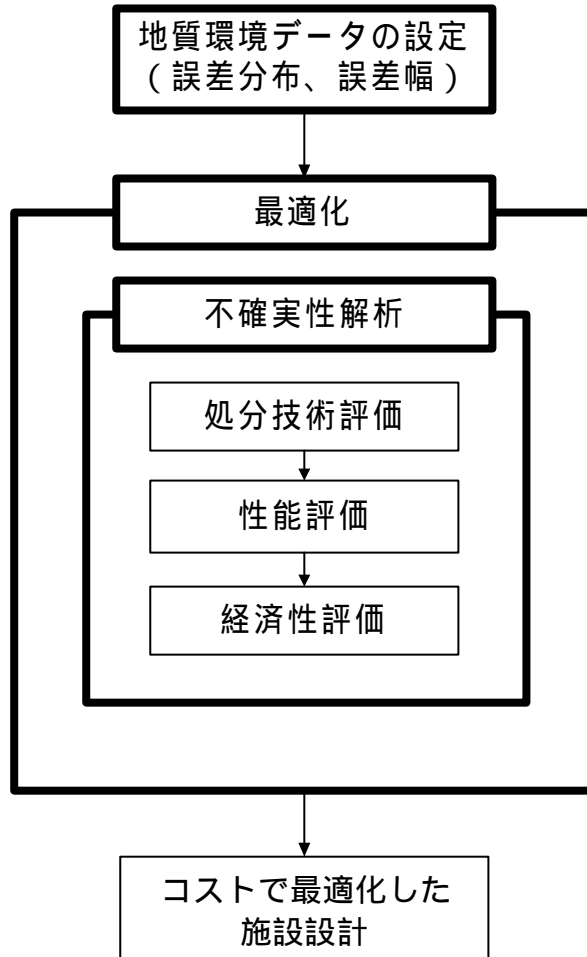 地質環境データの設定
（誤差分布、誤差幅）
最適化
不確実性解析
処分技術評価
性能評価
経済性評価
コストで最適化した
施設設計